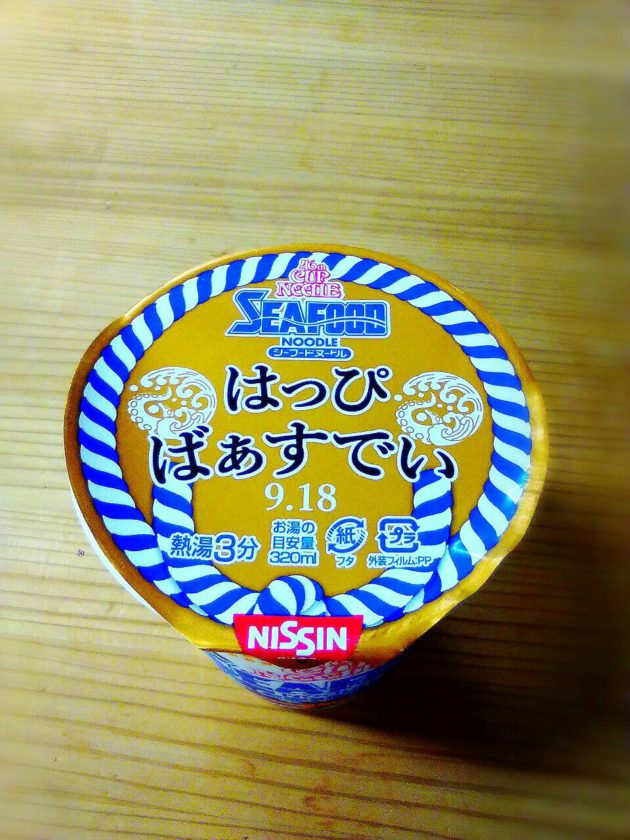 46th
CUP
NOODLE
SEAFOOD
NOODLE
シーフードヌードル
はっぴ
ばぁすでい
9.18
熱湯3分
お湯の
目安量
320ml
紙
フタ
プラ
外装フィルム:PP
NISSIN